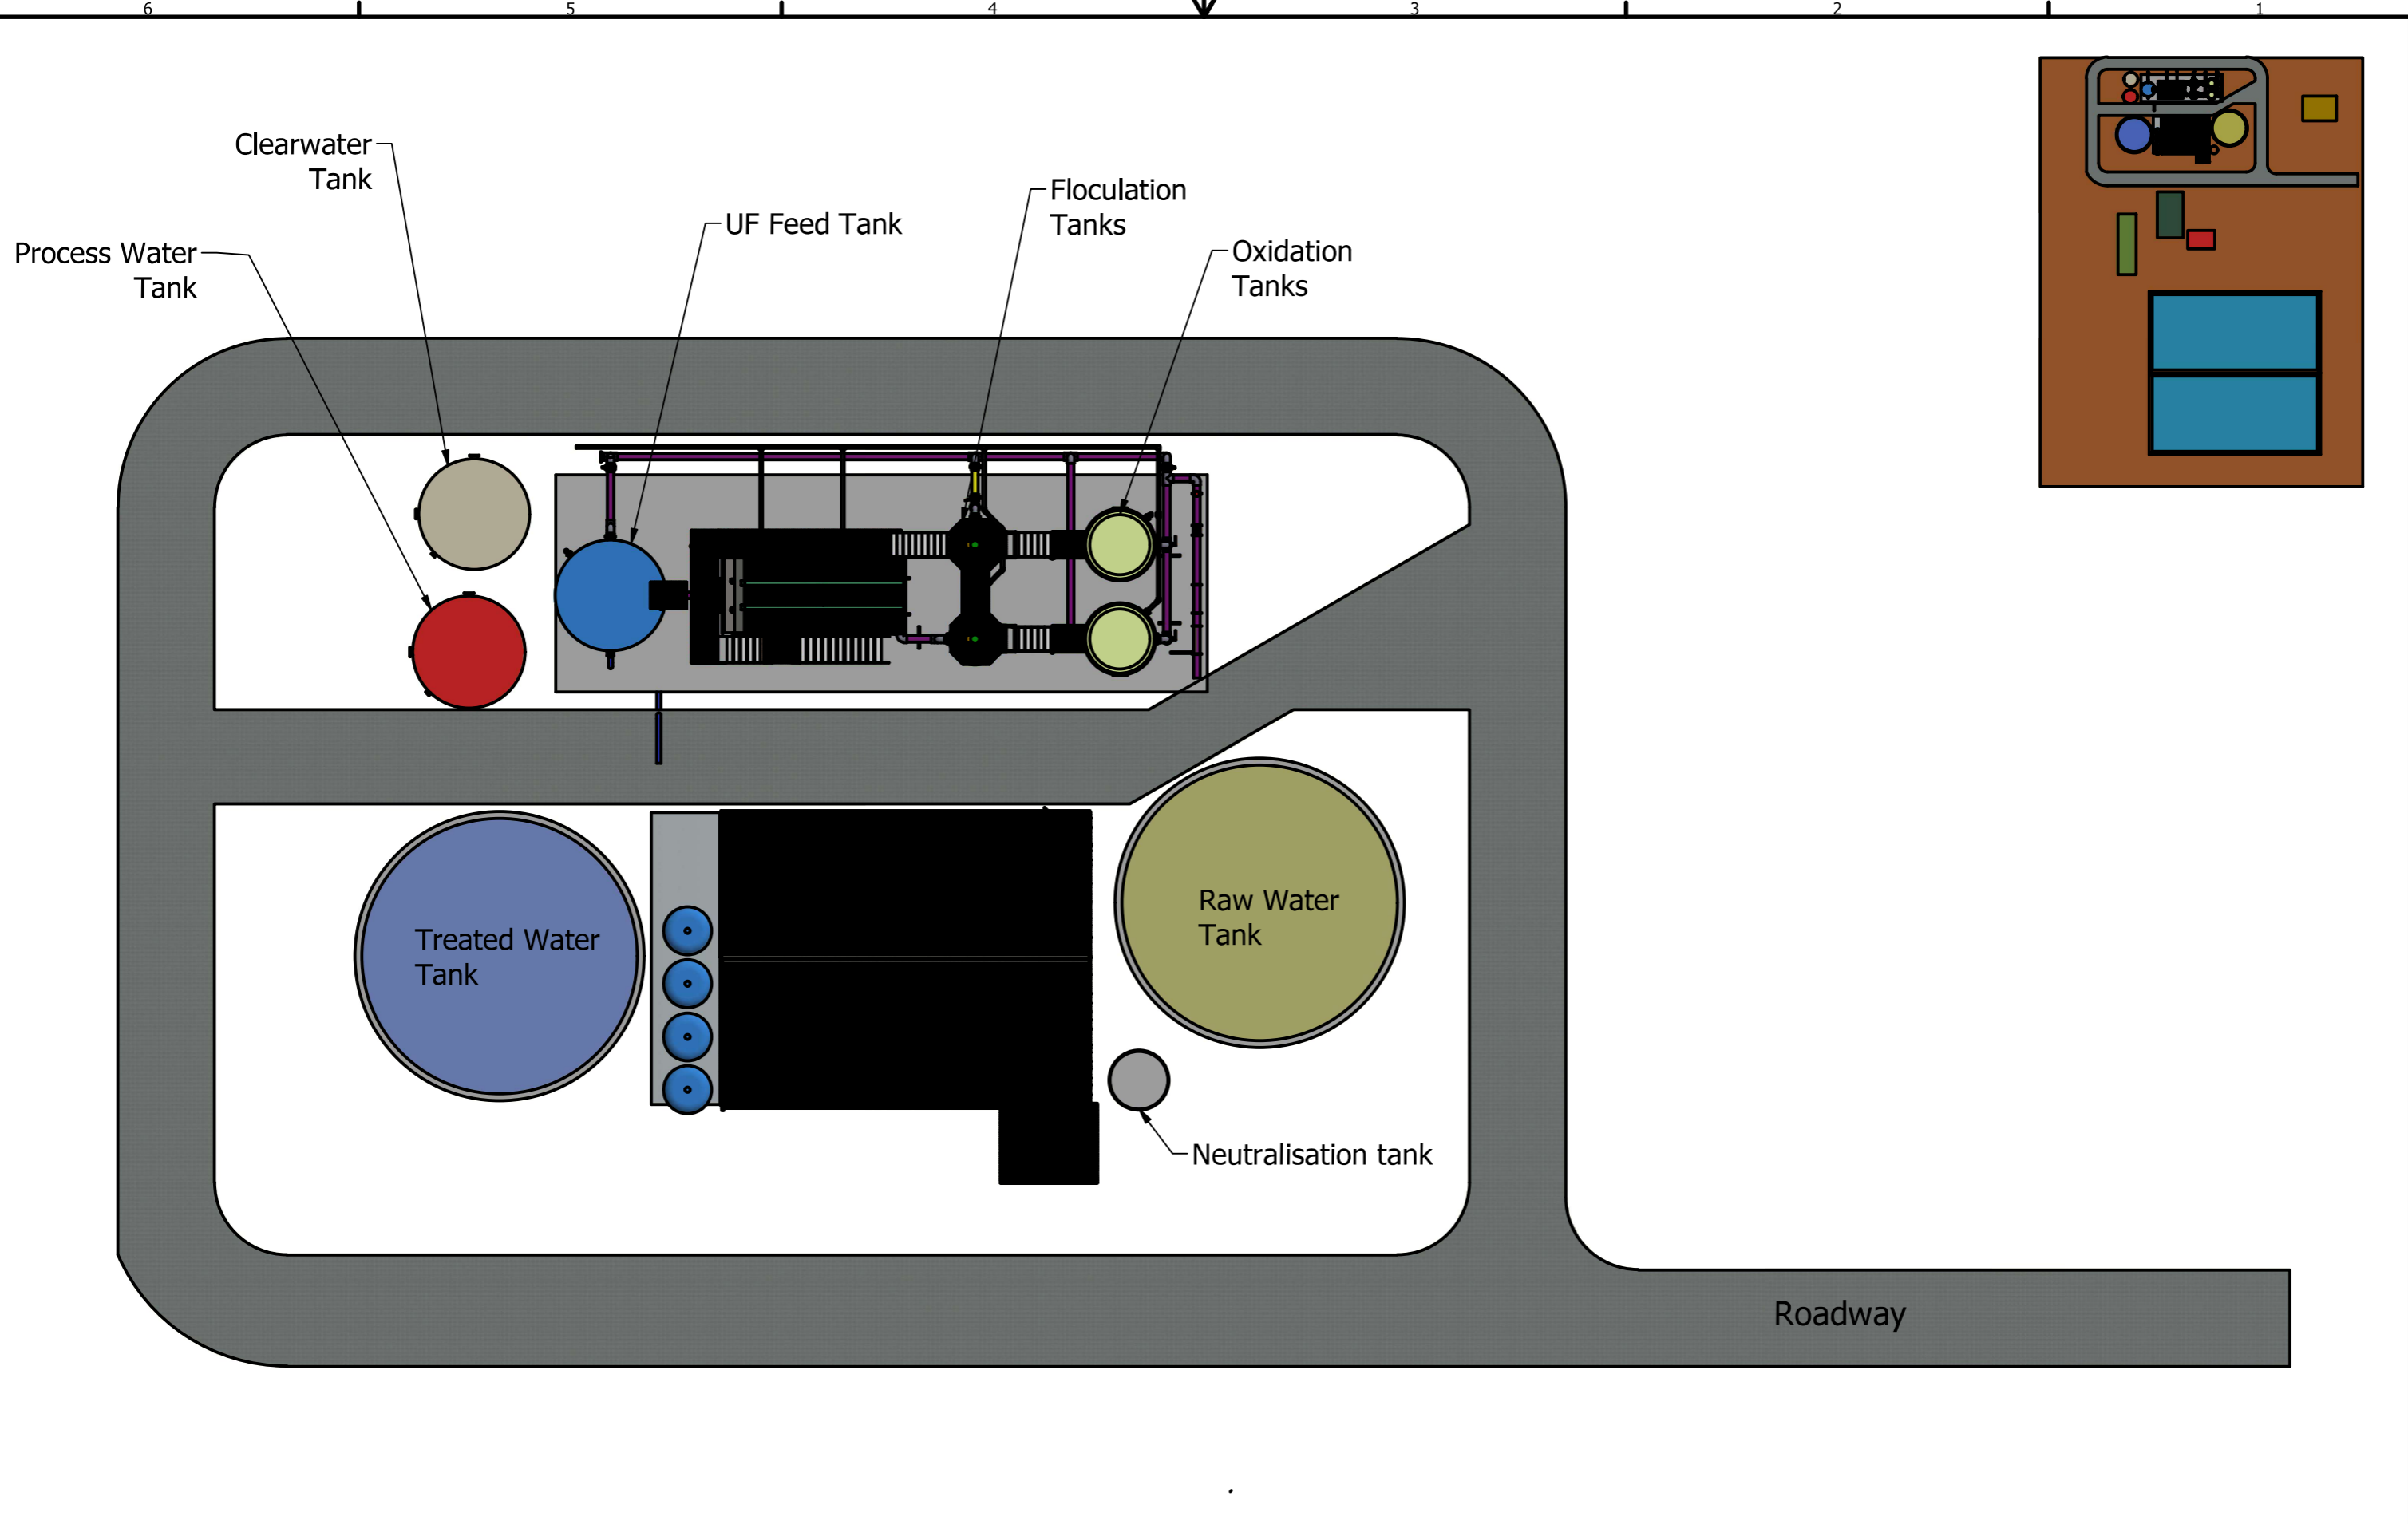 6 5 4 3 2 1
Clearwater
Tank
Process Water
Tank
UF Feed Tank
Floculation
Tanks
Oxidation
Tanks
Treated Water
Tank
Raw Water
Tank
Neutralisation tank
Roadway